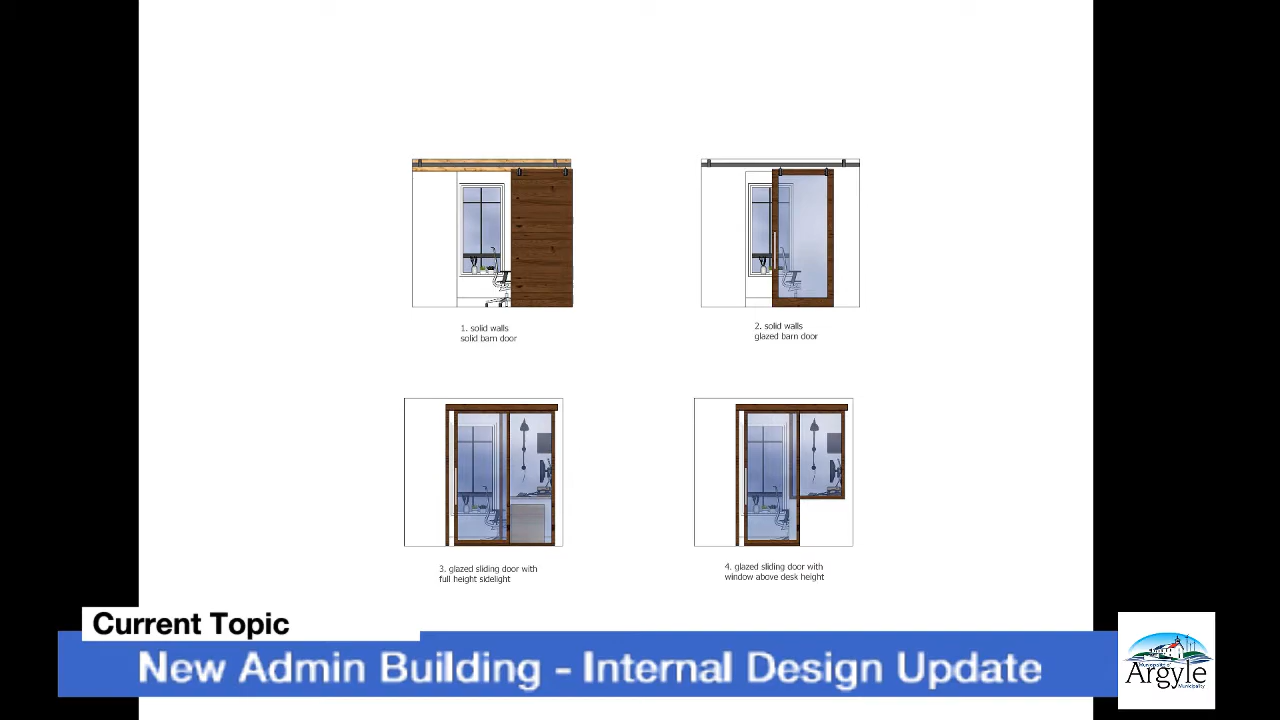 1. solid walls
solid barn door
2. solid walls
glazed barn door
3. glazed sliding door with
full height sidelight
4. glazed sliding door with
window above desk height
Current Topic
New Admin Building - Internal Design Update
Municipalité
Argyle
Municipality